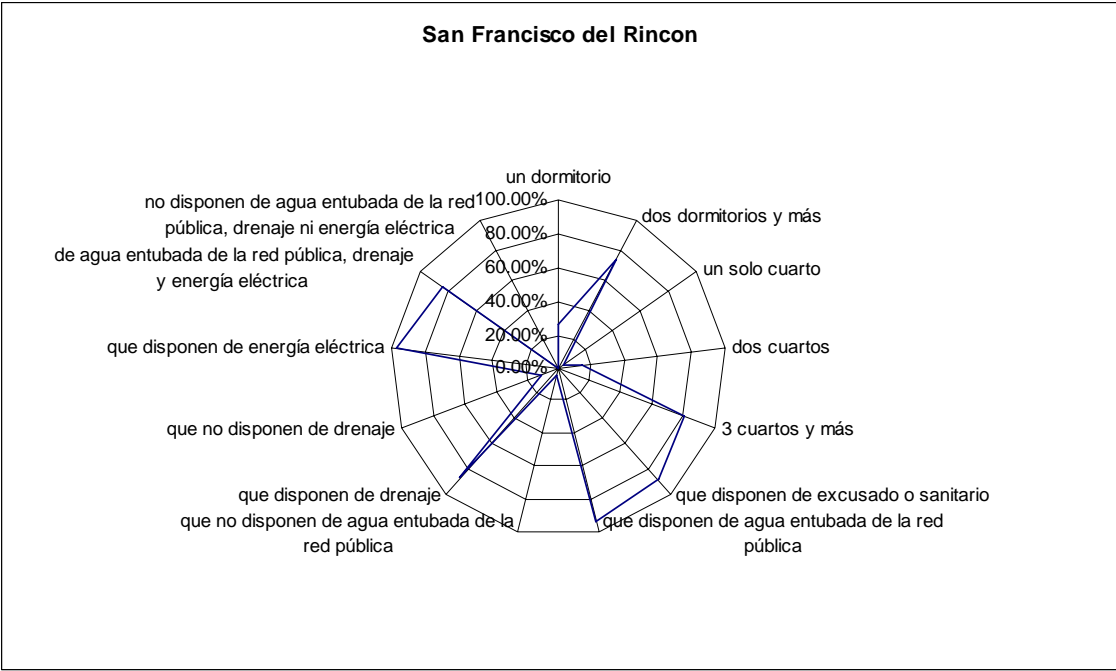 San Francisco del Rincon
un dormitorio
dos dormitorios y más
un solo cuarto
dos cuartos
3 cuartos y más
que disponen de excusado o sanitario
que disponen de agua entubada de la red
pública
que no disponen de agua entubada de la
red pública
que disponen de drenaje
que no disponen de drenaje
que disponen de energía eléctrica
de agua entubada de la red pública, drenaje
y energía eléctrica
no disponen de agua entubada de la red
pública, drenaje ni energía eléctrica
100.00%
80.00%
60.00%
40.00%
20.00%
0.00%